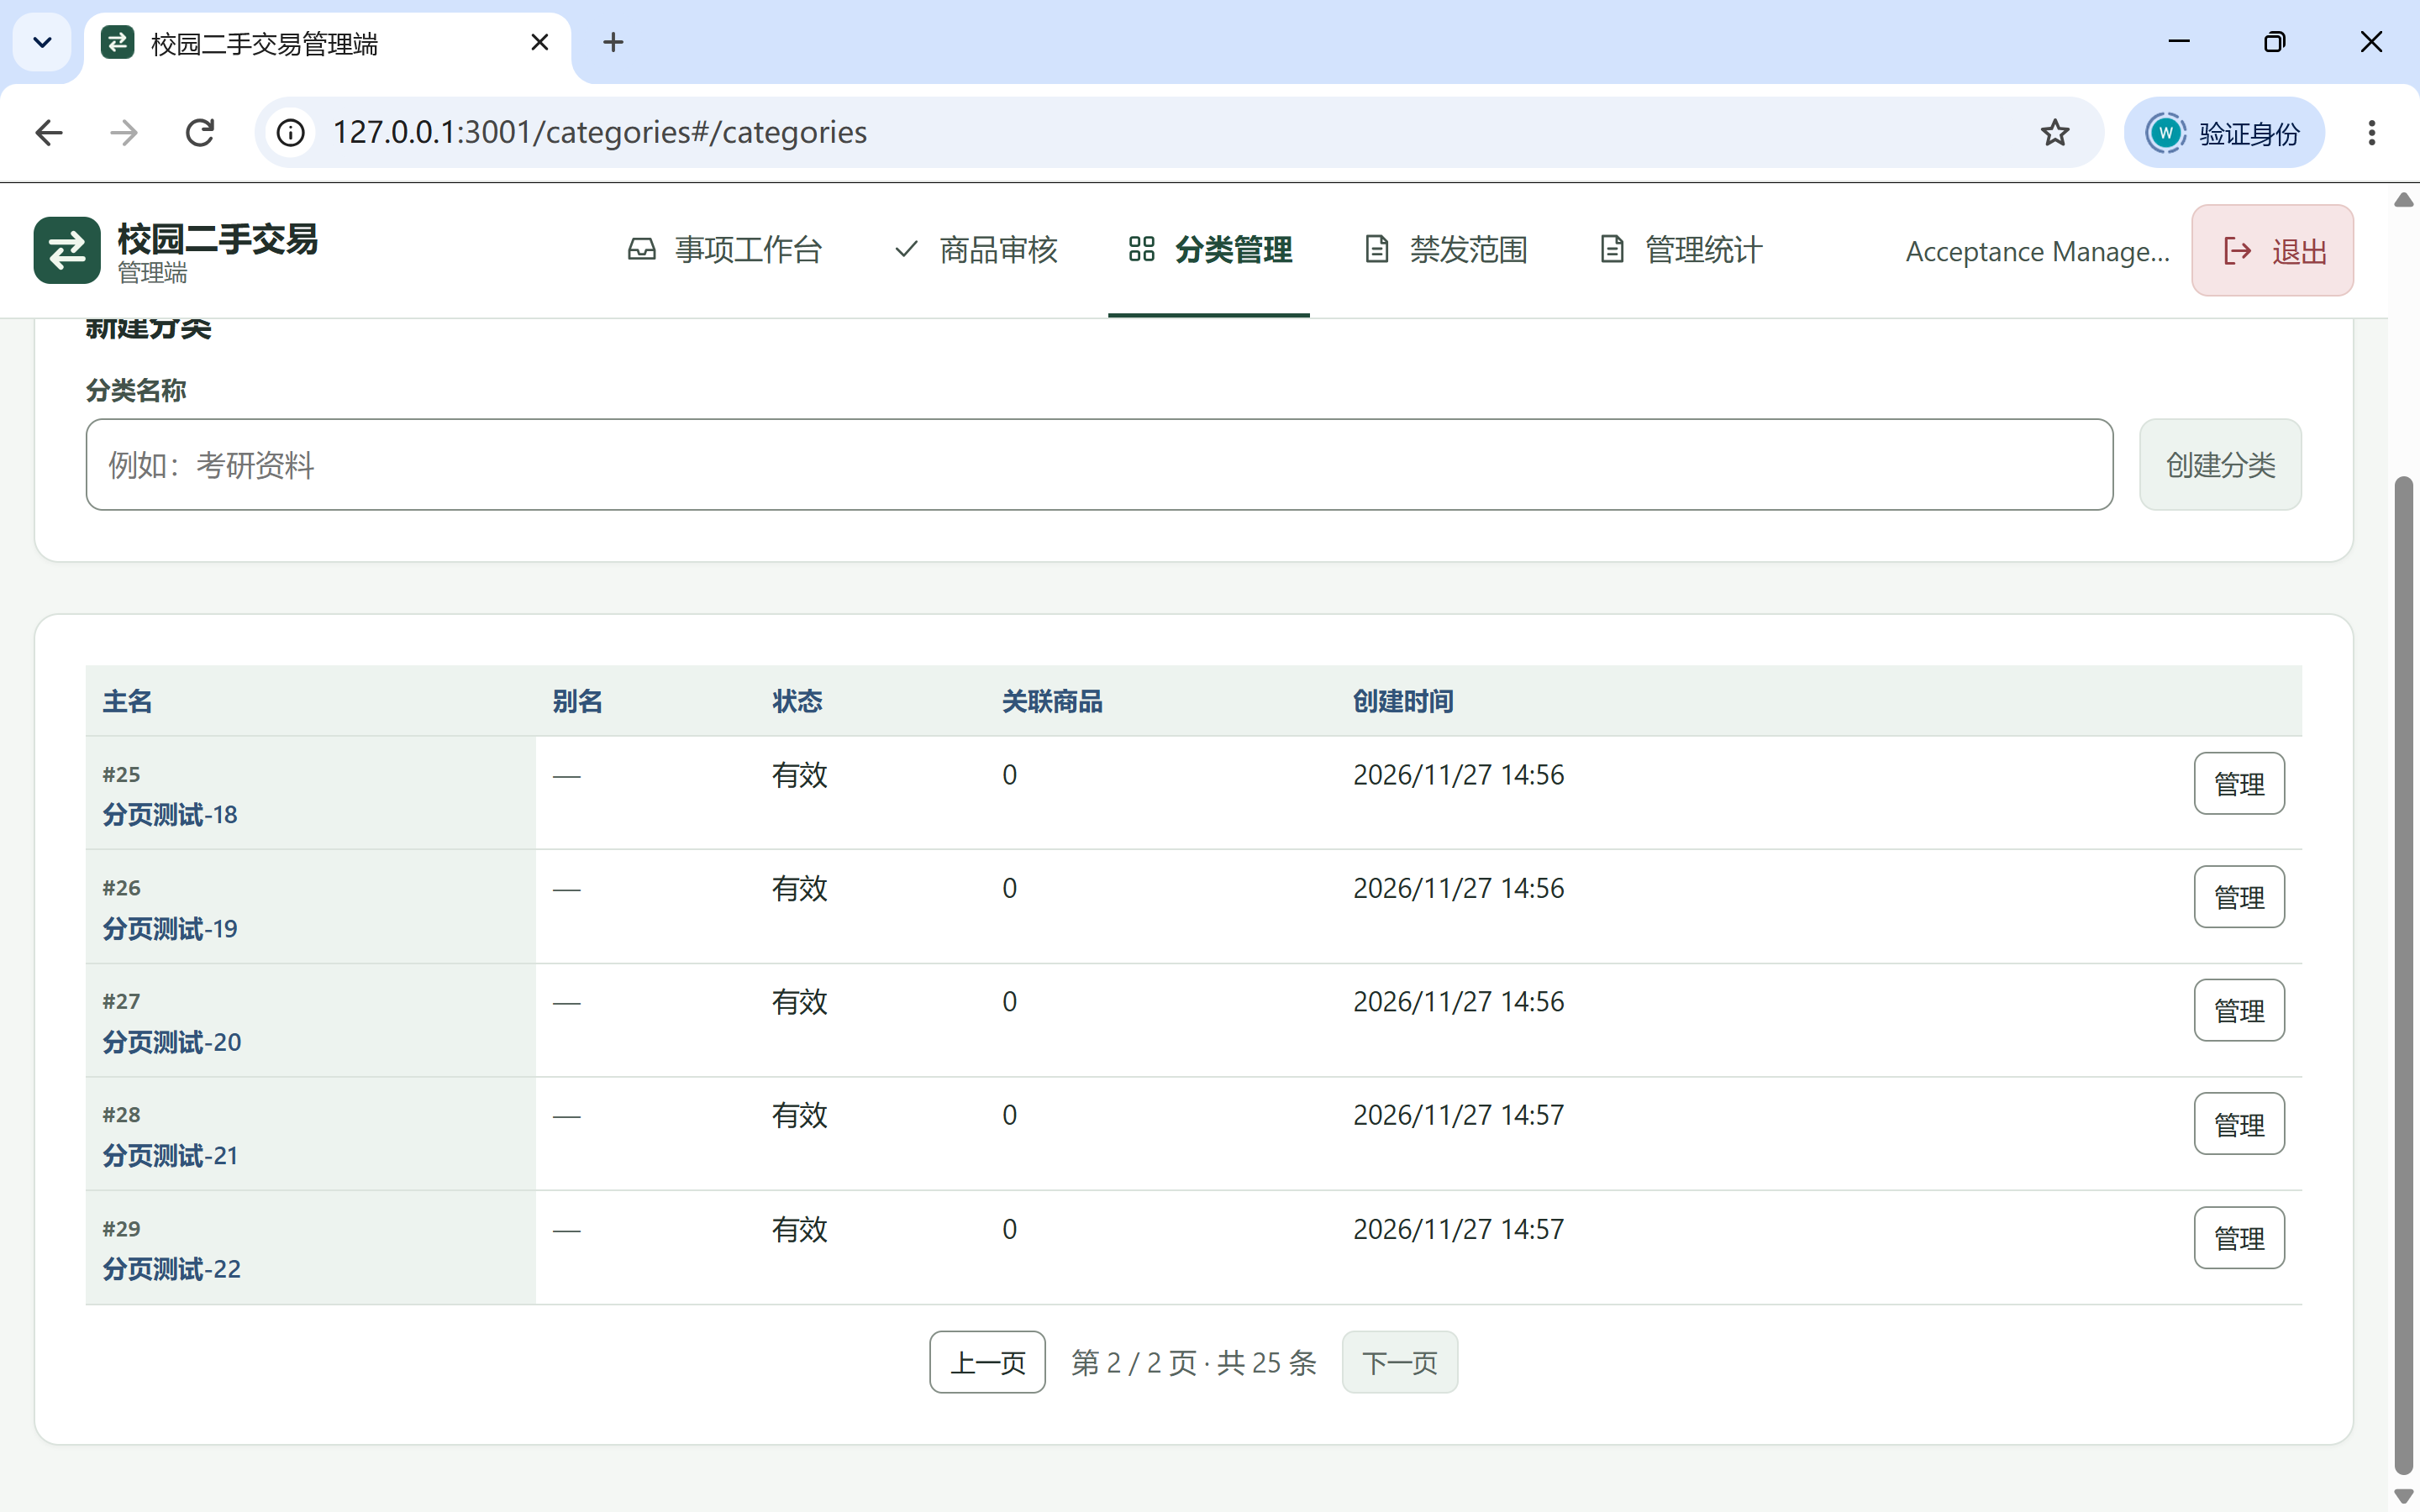 校园二手交易管理端
127.0.0.1:3001/categories#/categories
W 验证身份
校园二手交易
管理端
事项工作台
商品审核
分类管理
禁发范围
管理统计
Acceptance Manage...
退出
新建分类
分类名称
例如：考研资料
创建分类
主名 别名 状态 关联商品 创建时间
#25
分页测试-18 — 有效 0 2026/11/27 14:56 管理
#26
分页测试-19 — 有效 0 2026/11/27 14:56 管理
#27
分页测试-20 — 有效 0 2026/11/27 14:56 管理
#28
分页测试-21 — 有效 0 2026/11/27 14:57 管理
#29
分页测试-22 — 有效 0 2026/11/27 14:57 管理
上一页 第 2 / 2 页 · 共 25 条 下一页